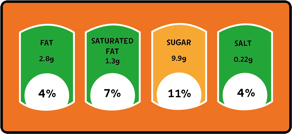 FAT
2.8g
4%
SATURATED
FAT
1.3g
7%
SUGAR
9.9g
11%
SALT
0.22g
4%